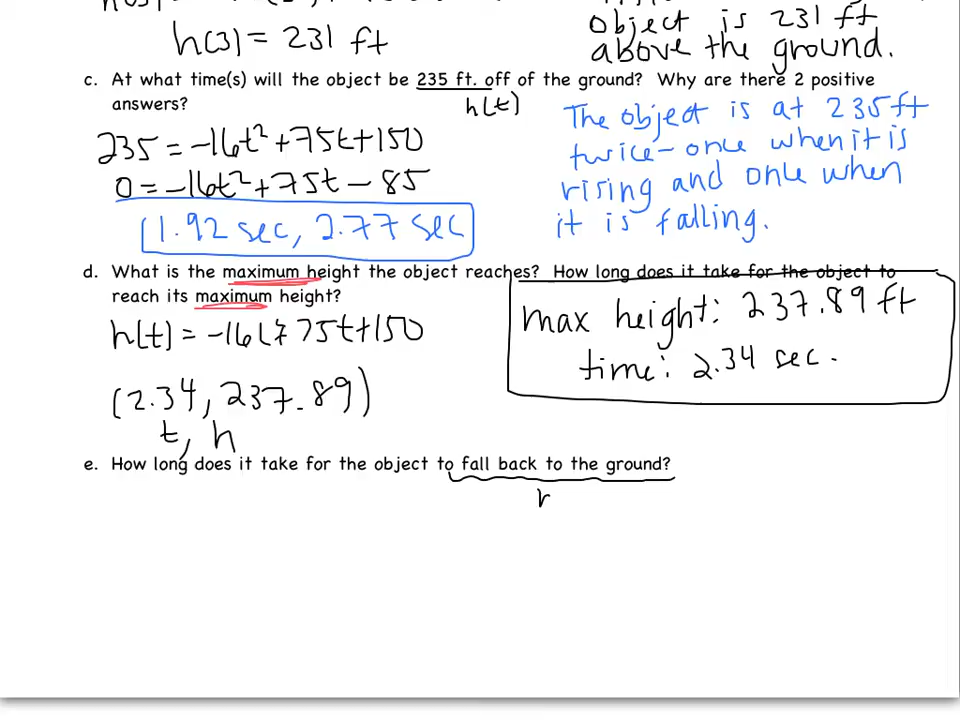 object is 231 ft
h(3) = 231 ft
above the ground.
c. At what time(s) will the object be 235 ft. off of the ground? Why are there 2 positive
answers?
h(t)
235 = -16t²+75t+150
0 = -16t²+75t-85
1.92 sec, 2.77 sec
The object is at 235ft
twice - once when it is
rising and once when
it is falling.
d. What is the maximum height the object reaches? How long does it take for the object to
reach its maximum height?
h(t) = -16t 75t+150
(2.34, 237.89)
t, h
max height: 237.89 ft
time: 2.34 sec.
e. How long does it take for the object to fall back to the ground?